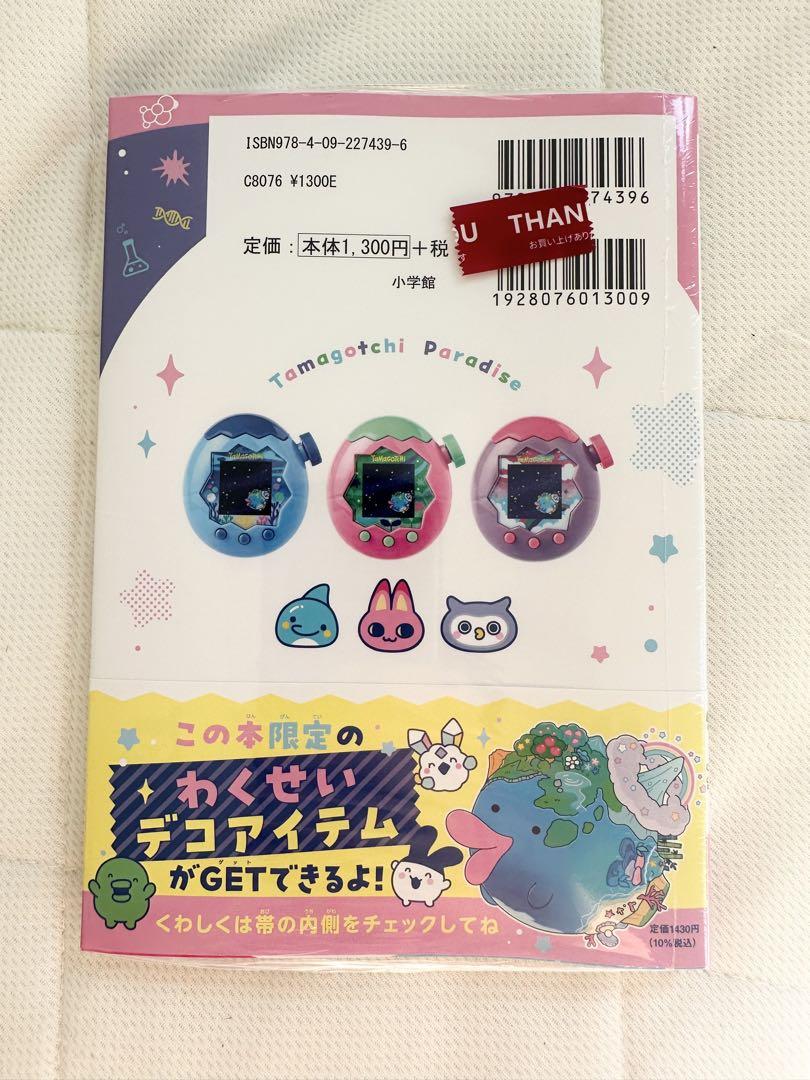 ISBN978-4-09-227439-6
C8076 ¥1300E
74396
THAN
お買い上げあり
定価：本体1,300円＋税
小学館
1928076013009
Tamagotchi Paradise
TAMAGOTCHI
TAMAGOTCHI
TAMAGOTCHI
この本限定の
わくせい
デコアイテム
がGETできるよ!
くわしくは帯の内側をチェックしてね
定価1430円
(10%税込)